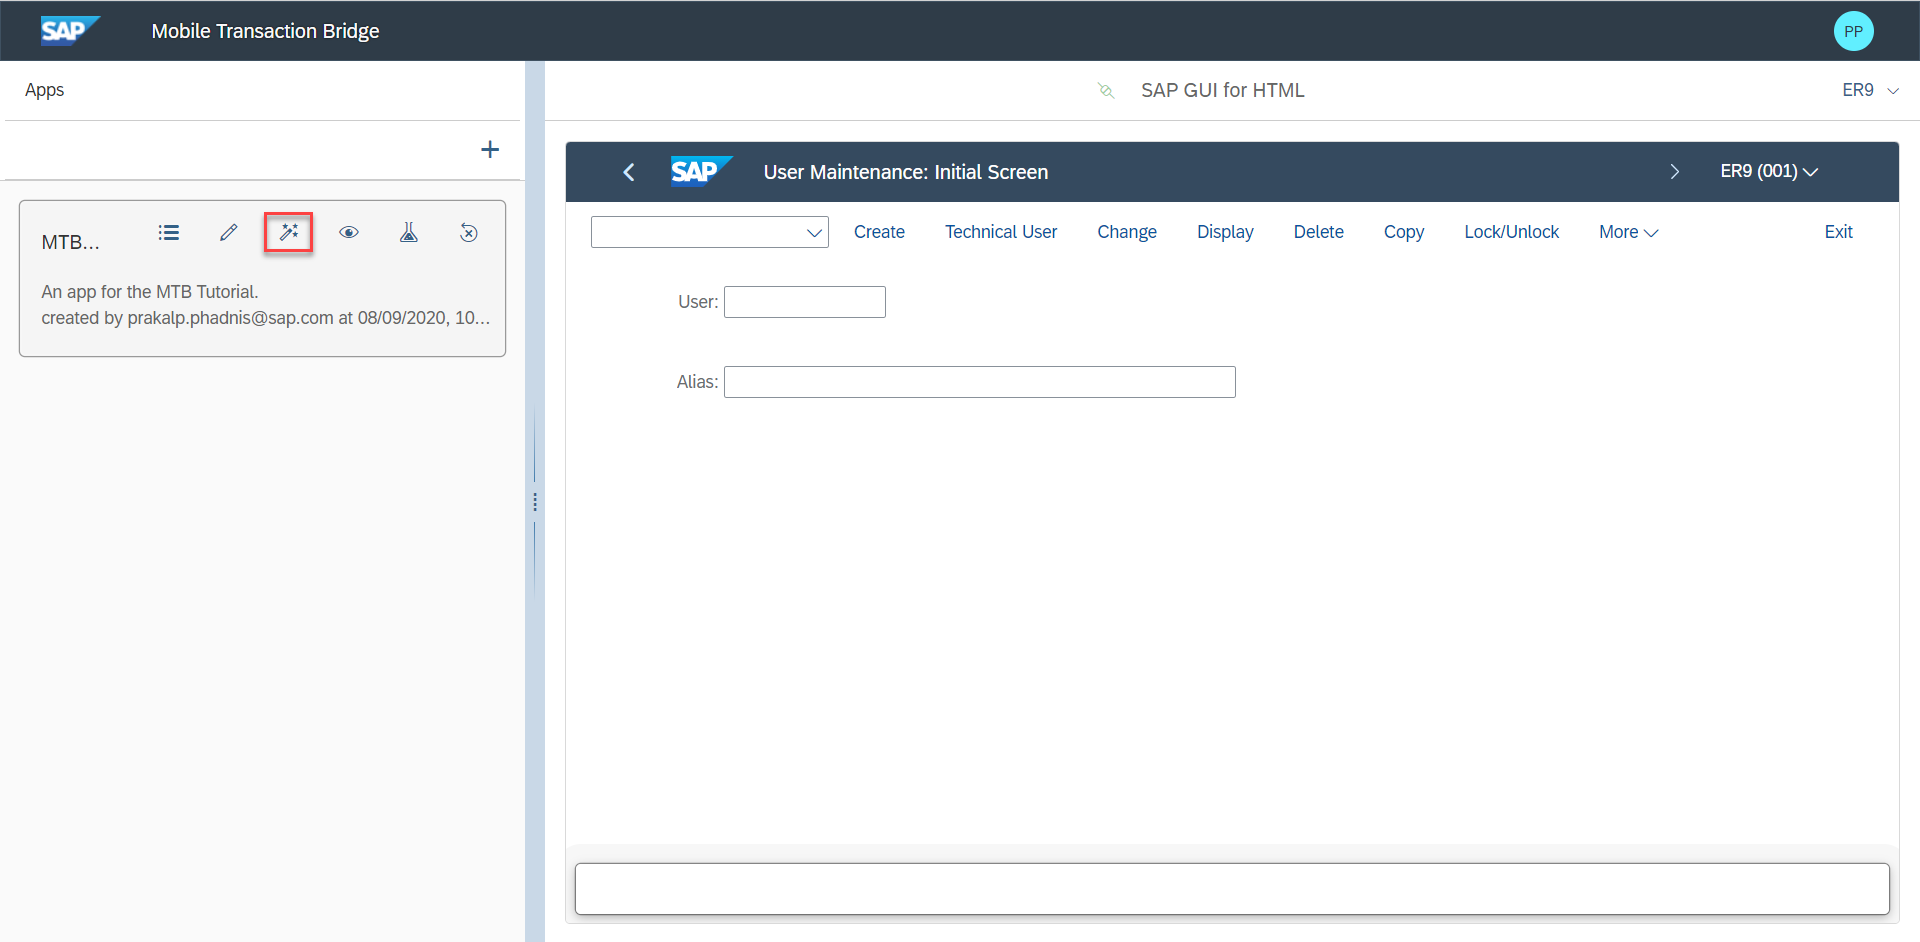 SAP Mobile Transaction Bridge PP
Apps
SAP GUI for HTML ER9
SAP User Maintenance: Initial Screen ER9 (001)
MTB...
Create Technical User Change Display Delete Copy Lock/Unlock More Exit
An app for the MTB Tutorial.
created by prakalp.phadnis@sap.com at 08/09/2020, 10...
User:
Alias: